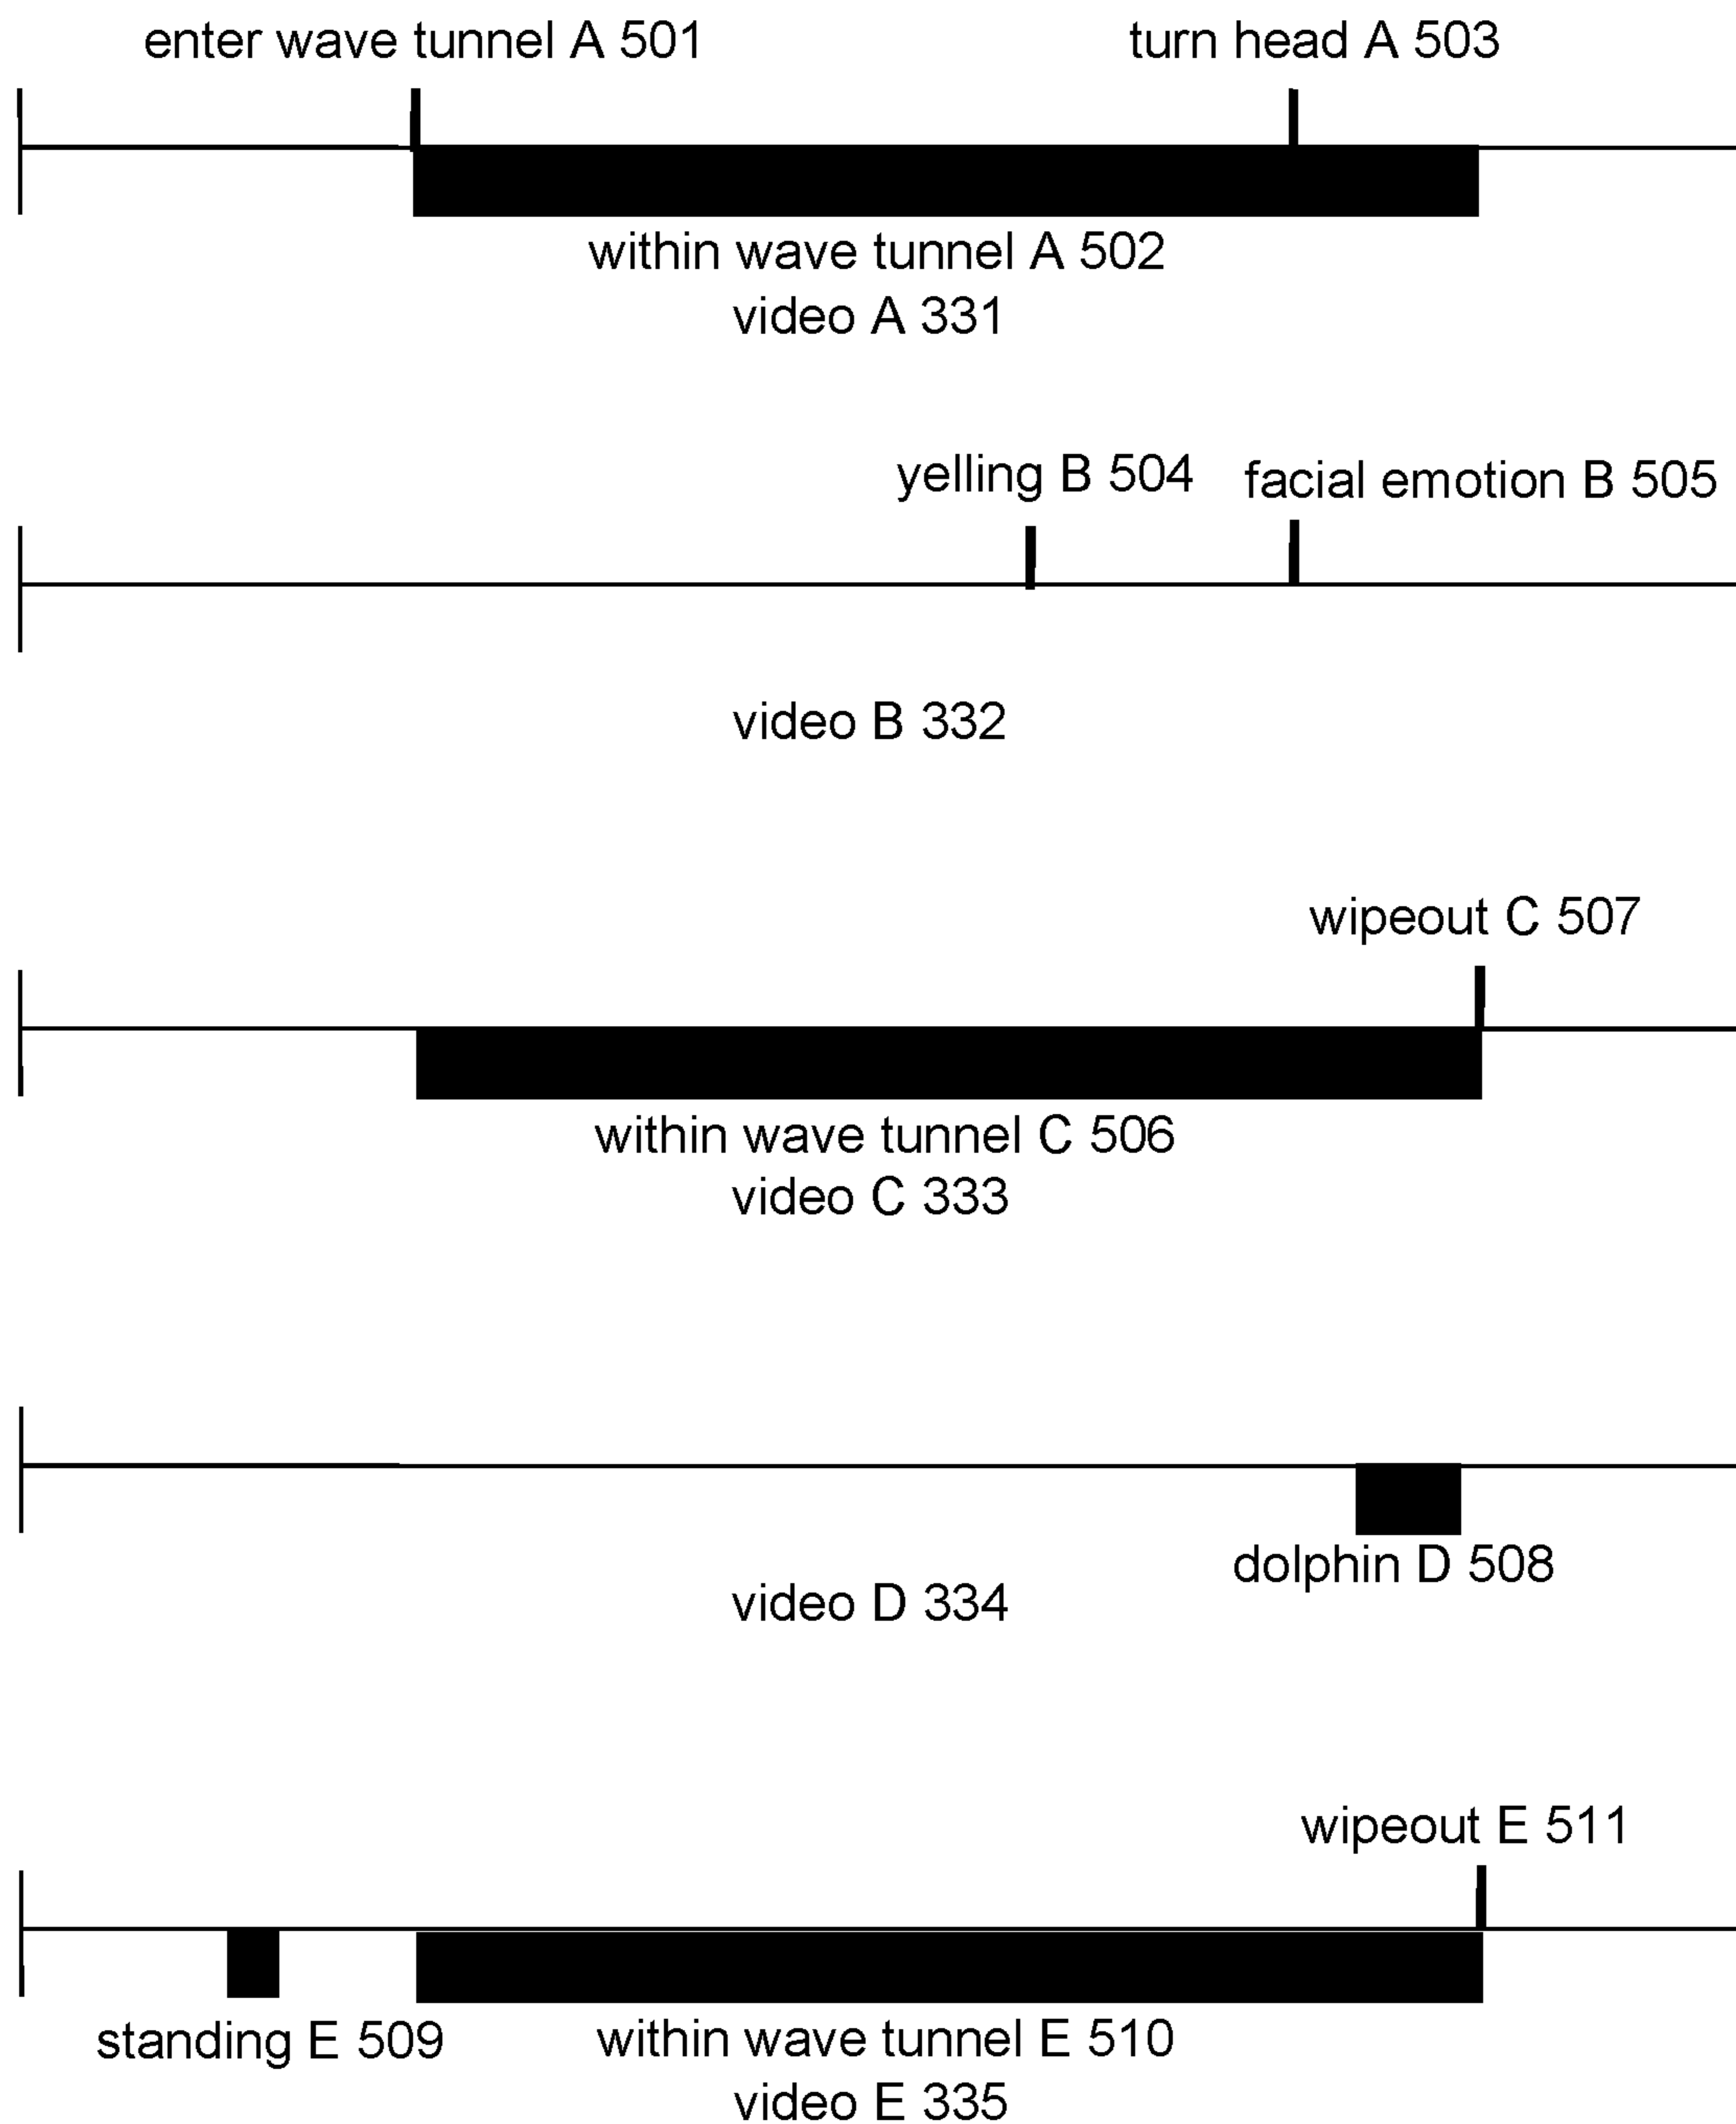 enter wave tunnel A 501
turn head A 503
within wave tunnel A 502
video A 331
yelling B 504
facial emotion B 505
video B 332
wipeout C 507
within wave tunnel C 506
video C 333
dolphin D 508
video D 334
wipeout E 511
standing E 509
within wave tunnel E 510
video E 335